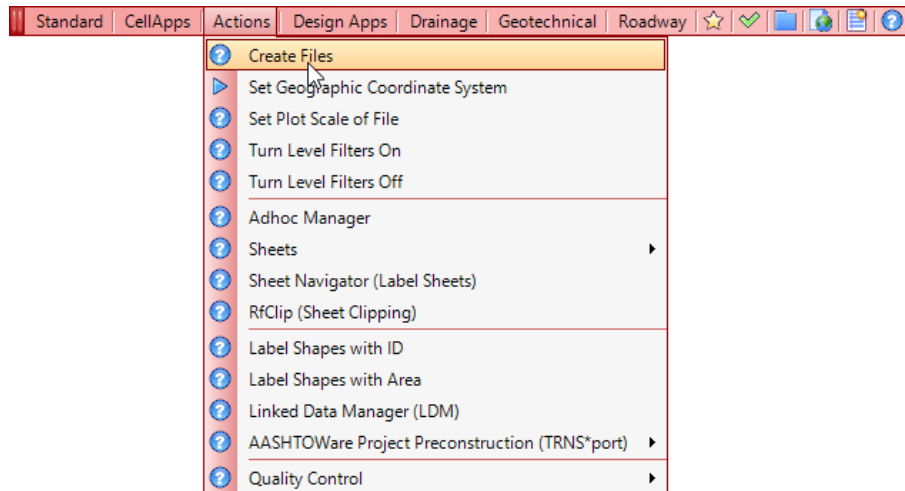 Standard CellApps Actions Design Apps Drainage Geotechnical Roadway
Create Files
Set Geographic Coordinate System
Set Plot Scale of File
Turn Level Filters On
Turn Level Filters Off
Adhoc Manager
Sheets
Sheet Navigator (Label Sheets)
RfClip (Sheet Clipping)
Label Shapes with ID
Label Shapes with Area
Linked Data Manager (LDM)
AASHTOWare Project Preconstruction (TRNS*port)
Quality Control